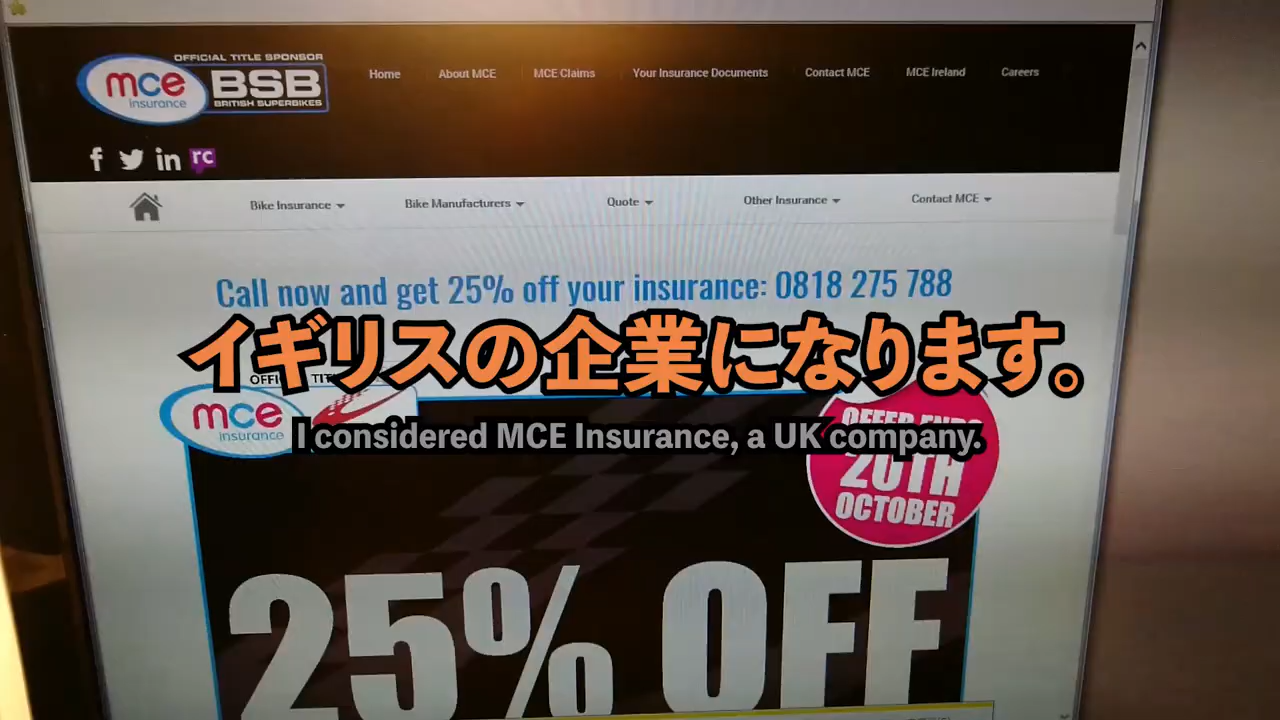 OFFICIAL TITLE SPONSOR
mce insurance
BSB
BRITISH SUPERBIKES
Home About MCE MCE Claims Your Insurance Documents Contact MCE MCE Ireland Careers
f in rc
Bike Insurance Bike Manufacturers Quote Other Insurance Contact MCE
Call now and get 25% off your insurance: 0818 275 788
イギリスの企業になります。
mce insurance
I considered MCE Insurance, a UK company.
OFFER ENDS
20TH
OCTOBER
25% OFF